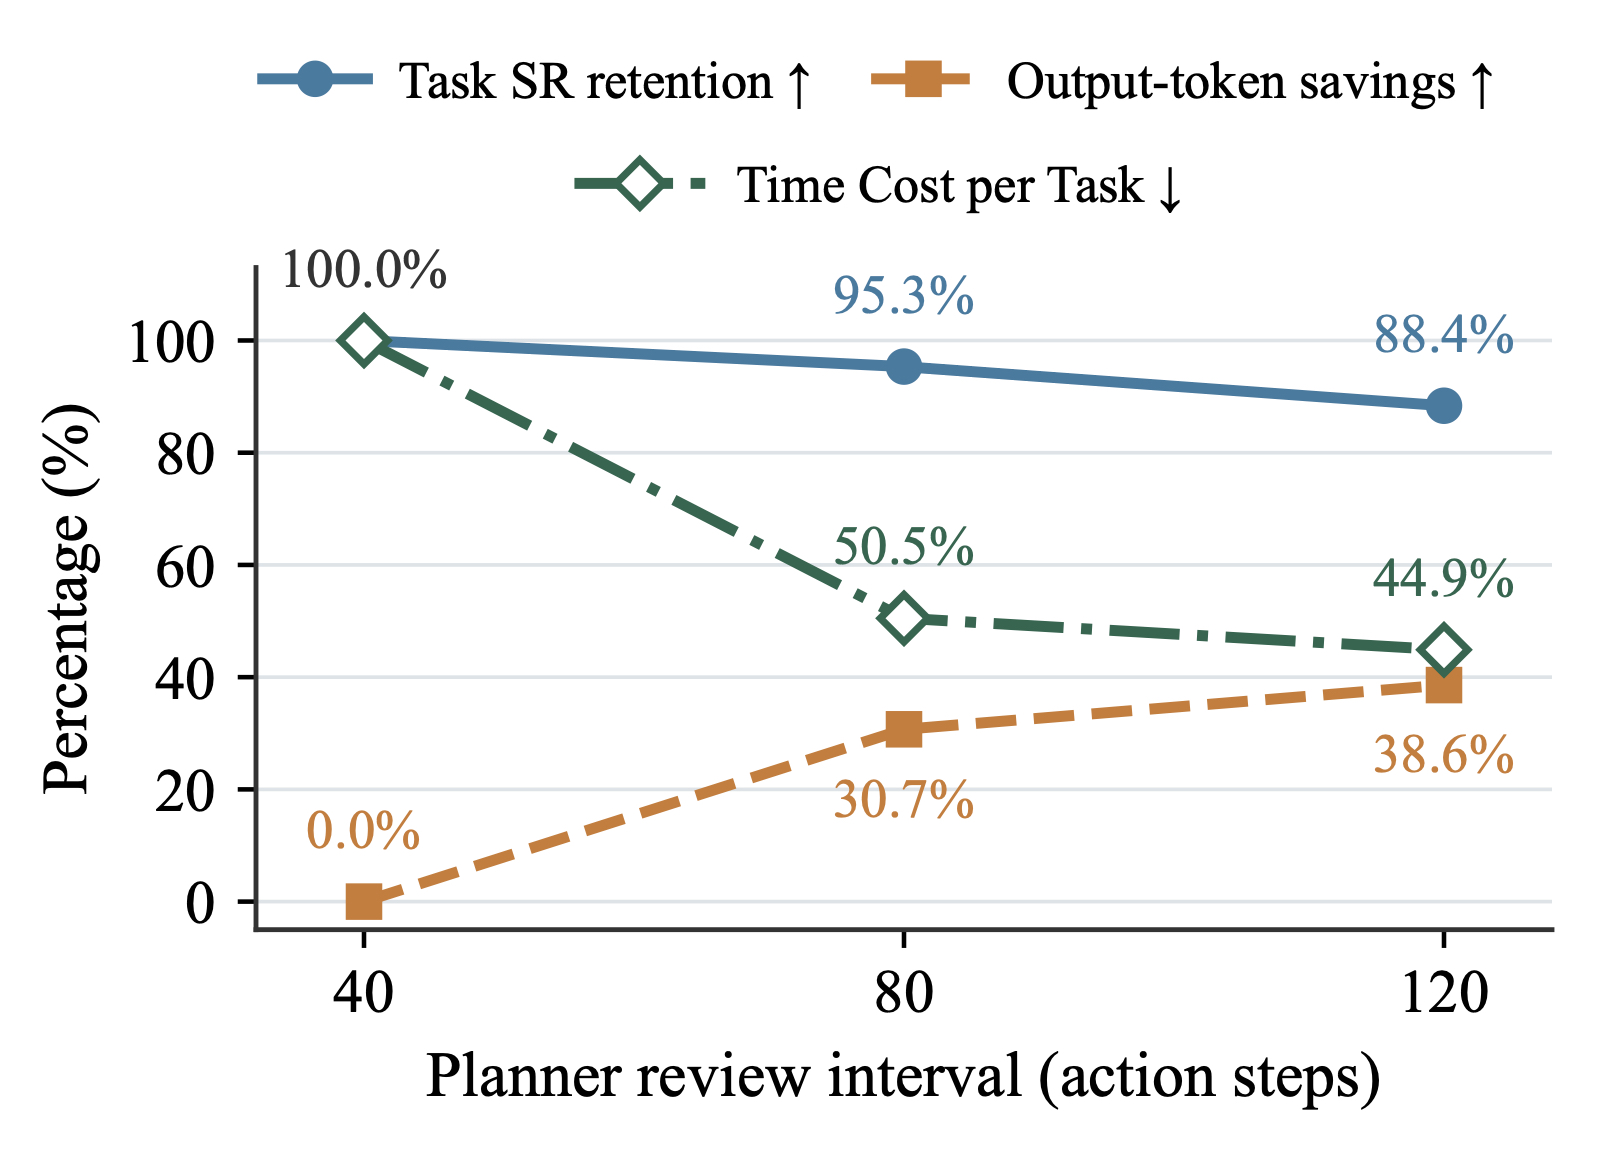 Task SR retention ↑ Output-token savings ↑
Time Cost per Task ↓
100.0%
95.3%
88.4%
100
80
50.5%
60
44.9%
40
38.6%
20
30.7%
0.0%
0
Percentage (%)
40 80 120
Planner review interval (action steps)